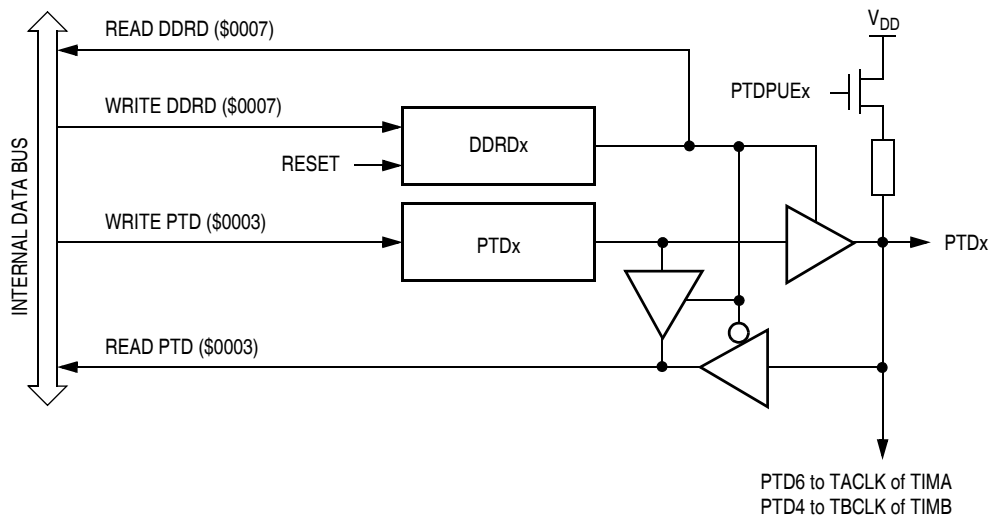 READ DDRD ($0007)
V_DD
WRITE DDRD ($0007)
PTDPUEx
DDRDx
RESET
INTERNAL DATA BUS
WRITE PTD ($0003)
PTDx
PTDx
READ PTD ($0003)
PTD6 to TACLK of TIMA
PTD4 to TBCLK of TIMB